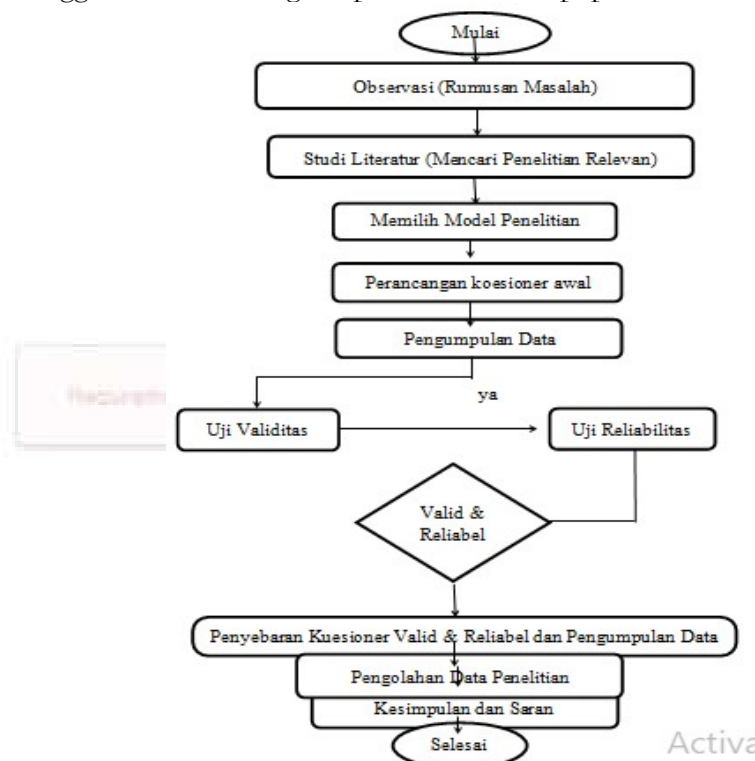 Mulai
Observasi (Rumusan Masalah)
Studi Literatur (Mencari Penelitian Relevan)
Memilih Model Penelitian
Perancangan koesioner awal
Pengumpulan Data
ya
Uji Validitas
Uji Reliabilitas
Valid &
Reliabel
Penyebaran Kuesioner Valid & Reliabel dan Pengumpulan Data
Pengolahan Data Penelitian
Kesimpulan dan Saran
Selesai
Activa